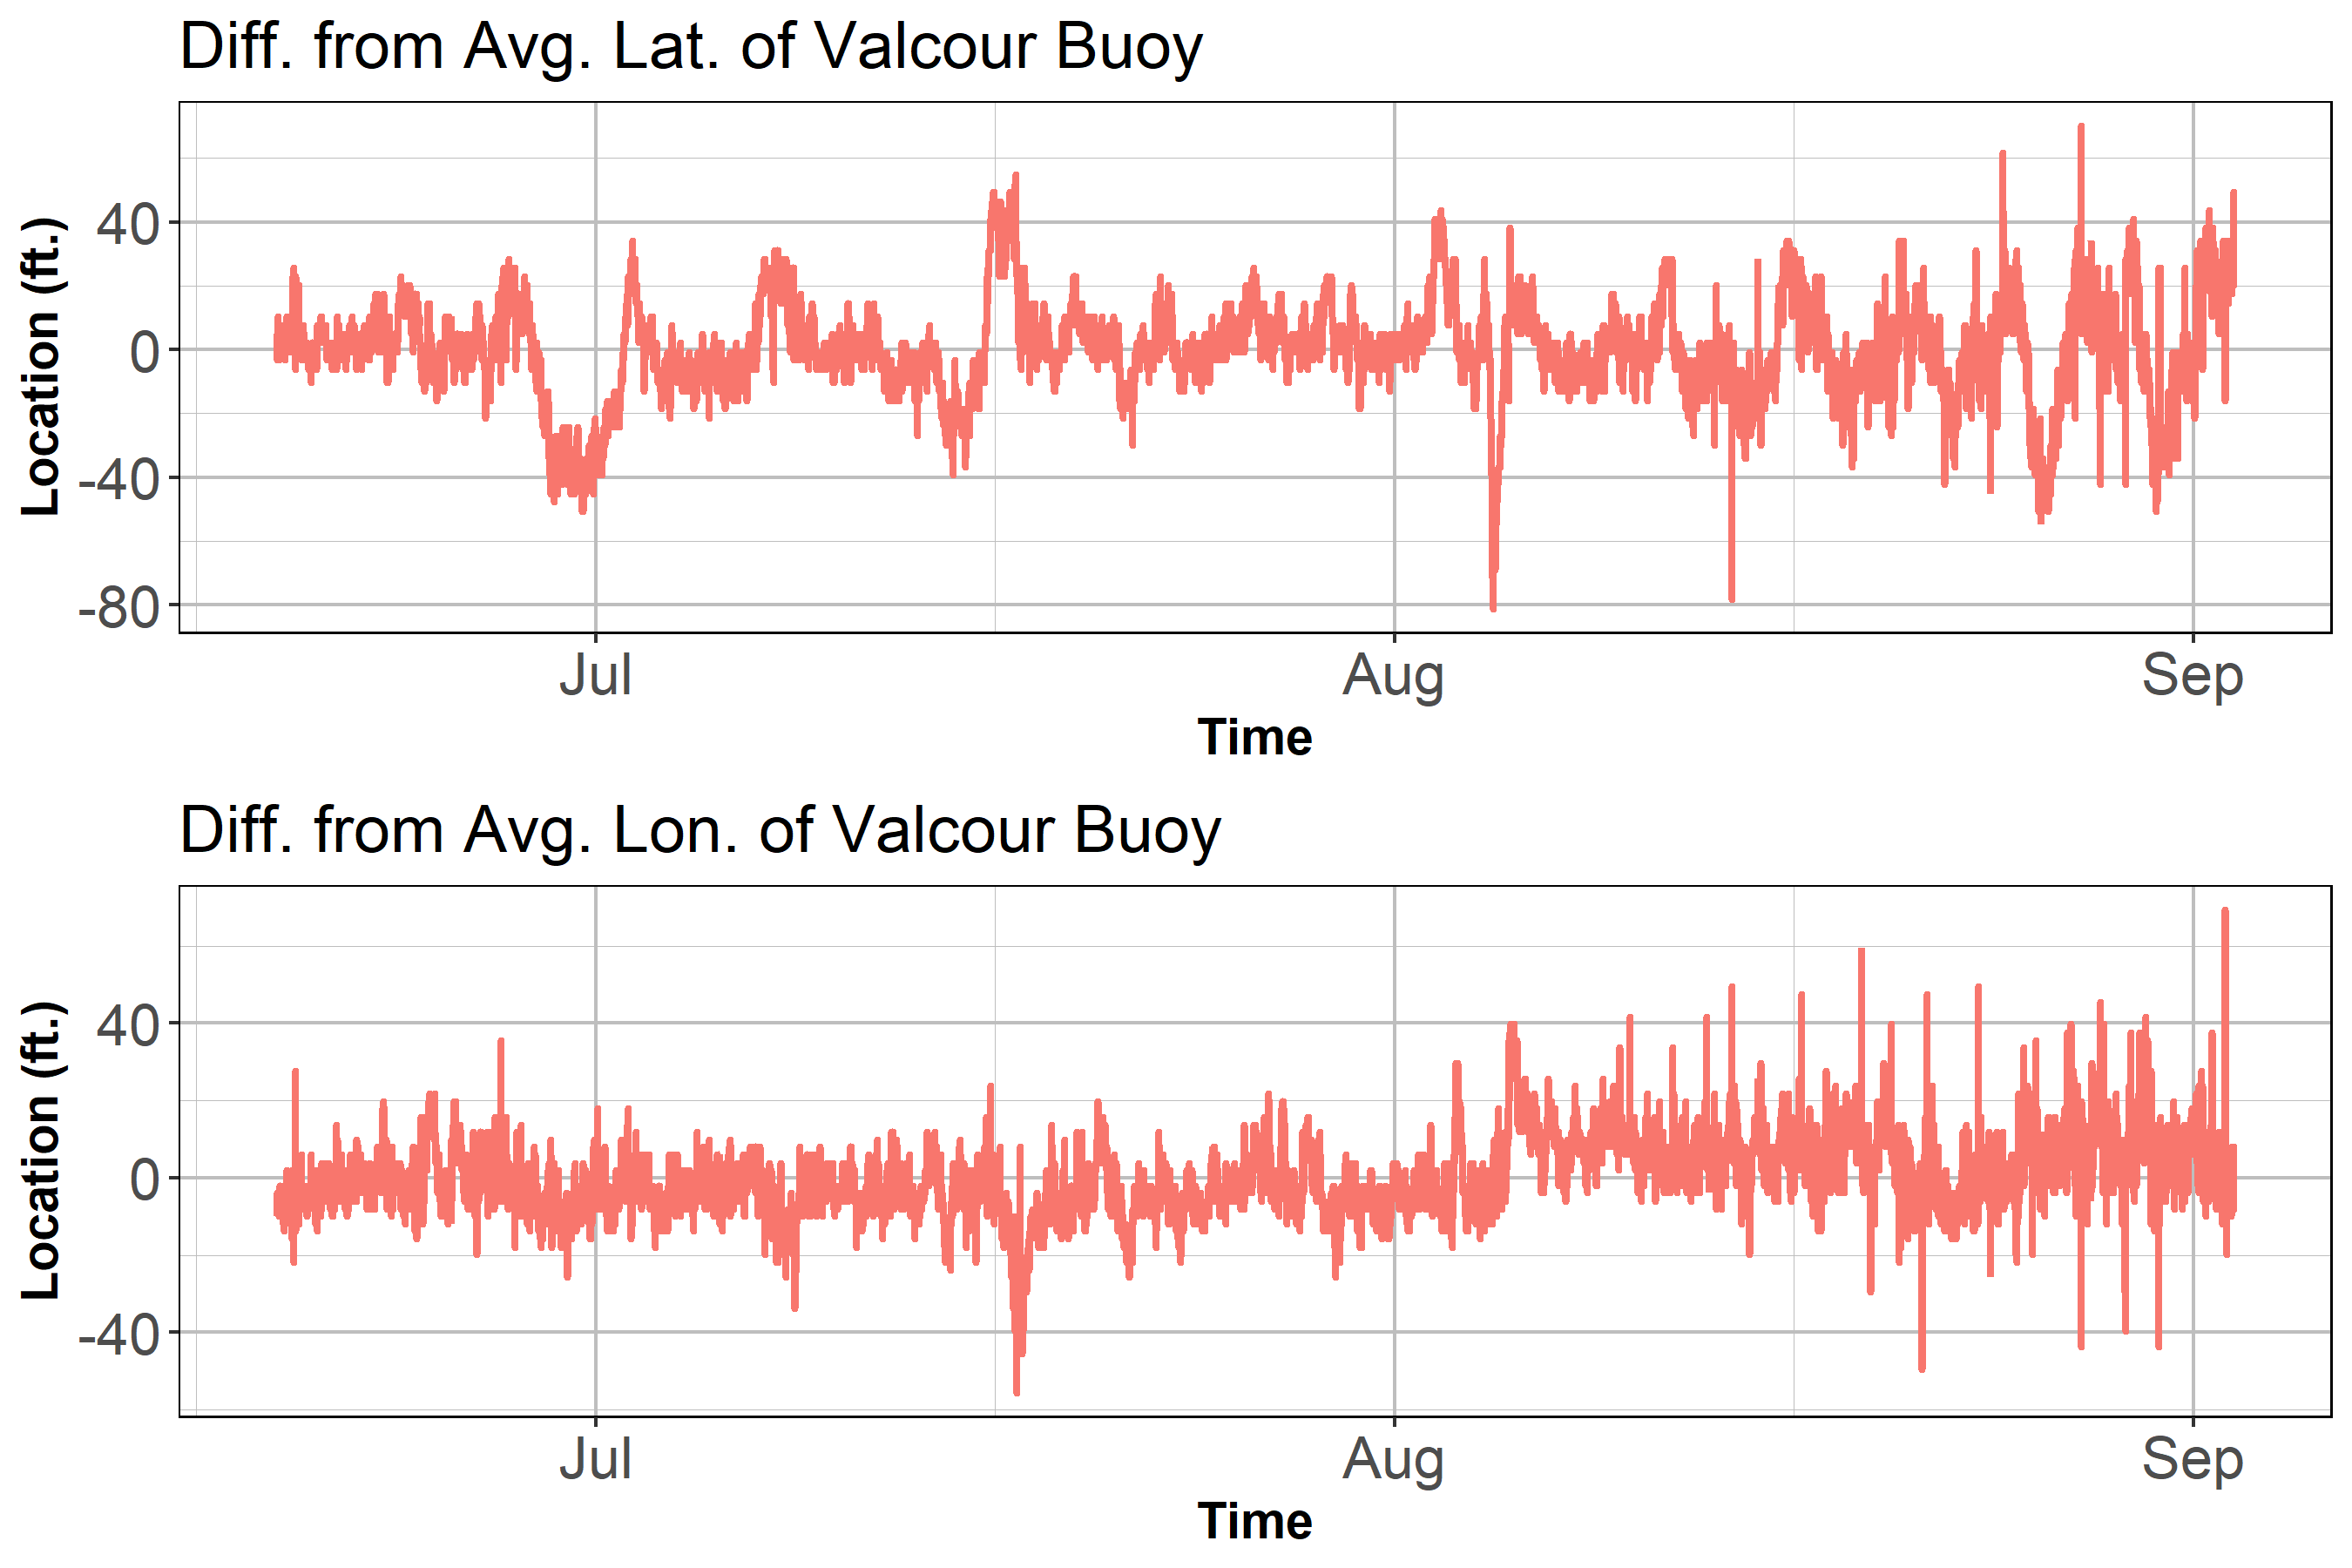 Diff. from Avg. Lat. of Valcour Buoy
Location (ft.)
40
0
-40
-80
Jul Aug Sep
Time
Diff. from Avg. Lon. of Valcour Buoy
Location (ft.)
40
0
-40
Jul Aug Sep
Time